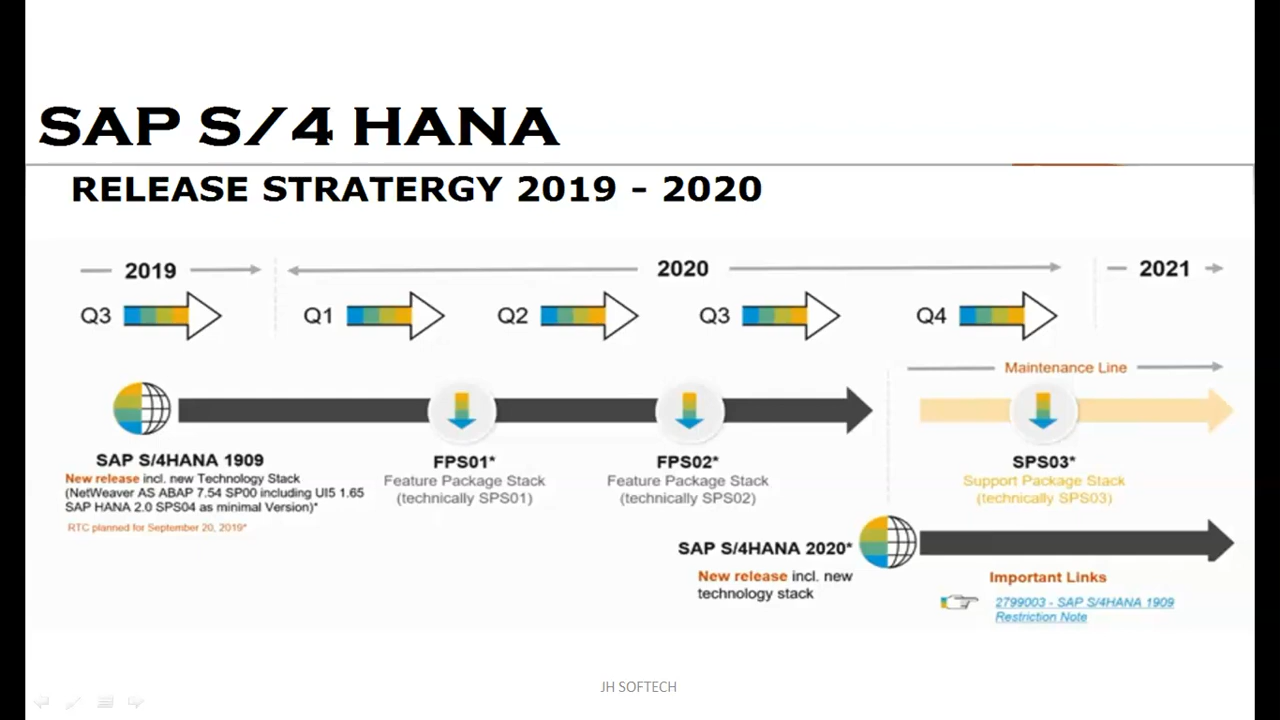 SAP S/4 HANA
RELEASE STRATERGY 2019 - 2020
2019
2020
2021
Q3
Q1
Q2
Q3
Q4
Maintenance Line
SAP S/4HANA 1909
New release incl. new Technology Stack
(NetWeaver AS ABAP 7.54 SP00 including UI5 1.65
SAP HANA 2.0 SPS04 as minimal Version)*
RTC planned for September 20, 2019*
FPS01*
Feature Package Stack
(technically SPS01)
FPS02*
Feature Package Stack
(technically SPS02)
SPS03*
Support Package Stack
(technically SPS03)
SAP S/4HANA 2020*
New release incl. new
technology stack
Important Links
2799003 - SAP S/4HANA 1909
Restriction Note
JH SOFTECH